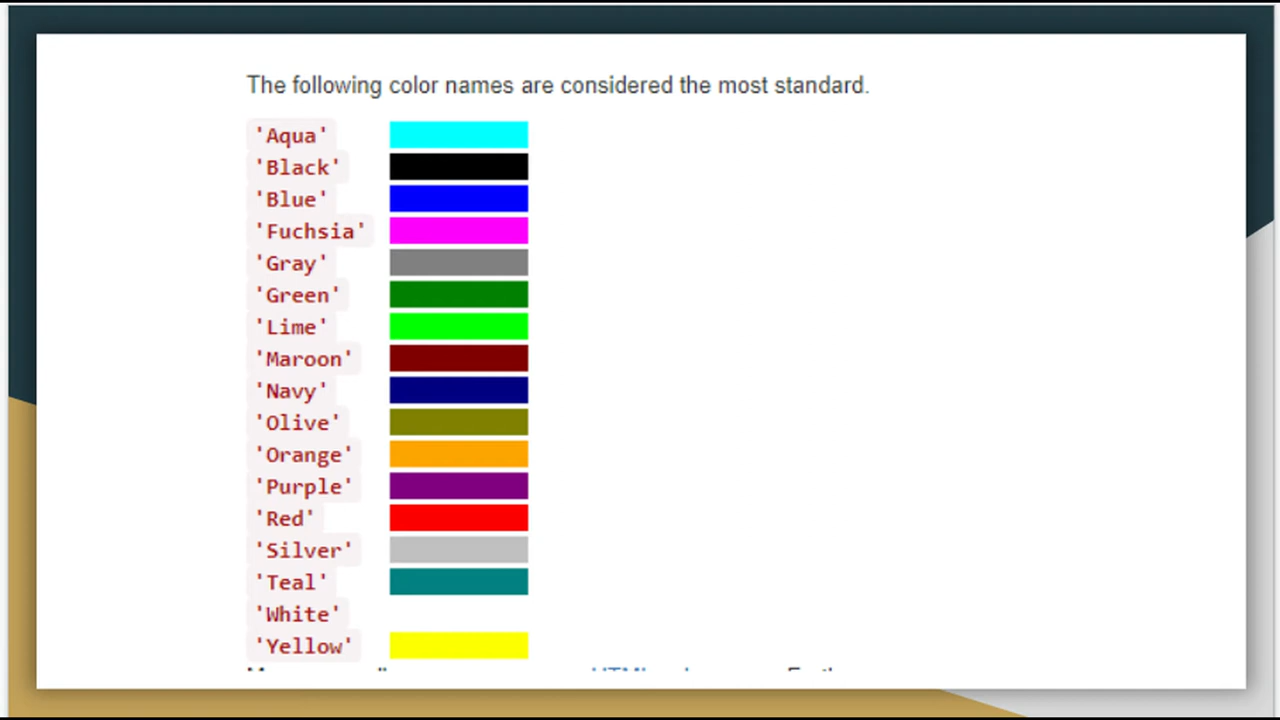 The following color names are considered the most standard.
'Aqua'
'Black'
'Blue'
'Fuchsia'
'Gray'
'Green'
'Lime'
'Maroon'
'Navy'
'Olive'
'Orange'
'Purple'
'Red'
'Silver'
'Teal'
'White'
'Yellow'